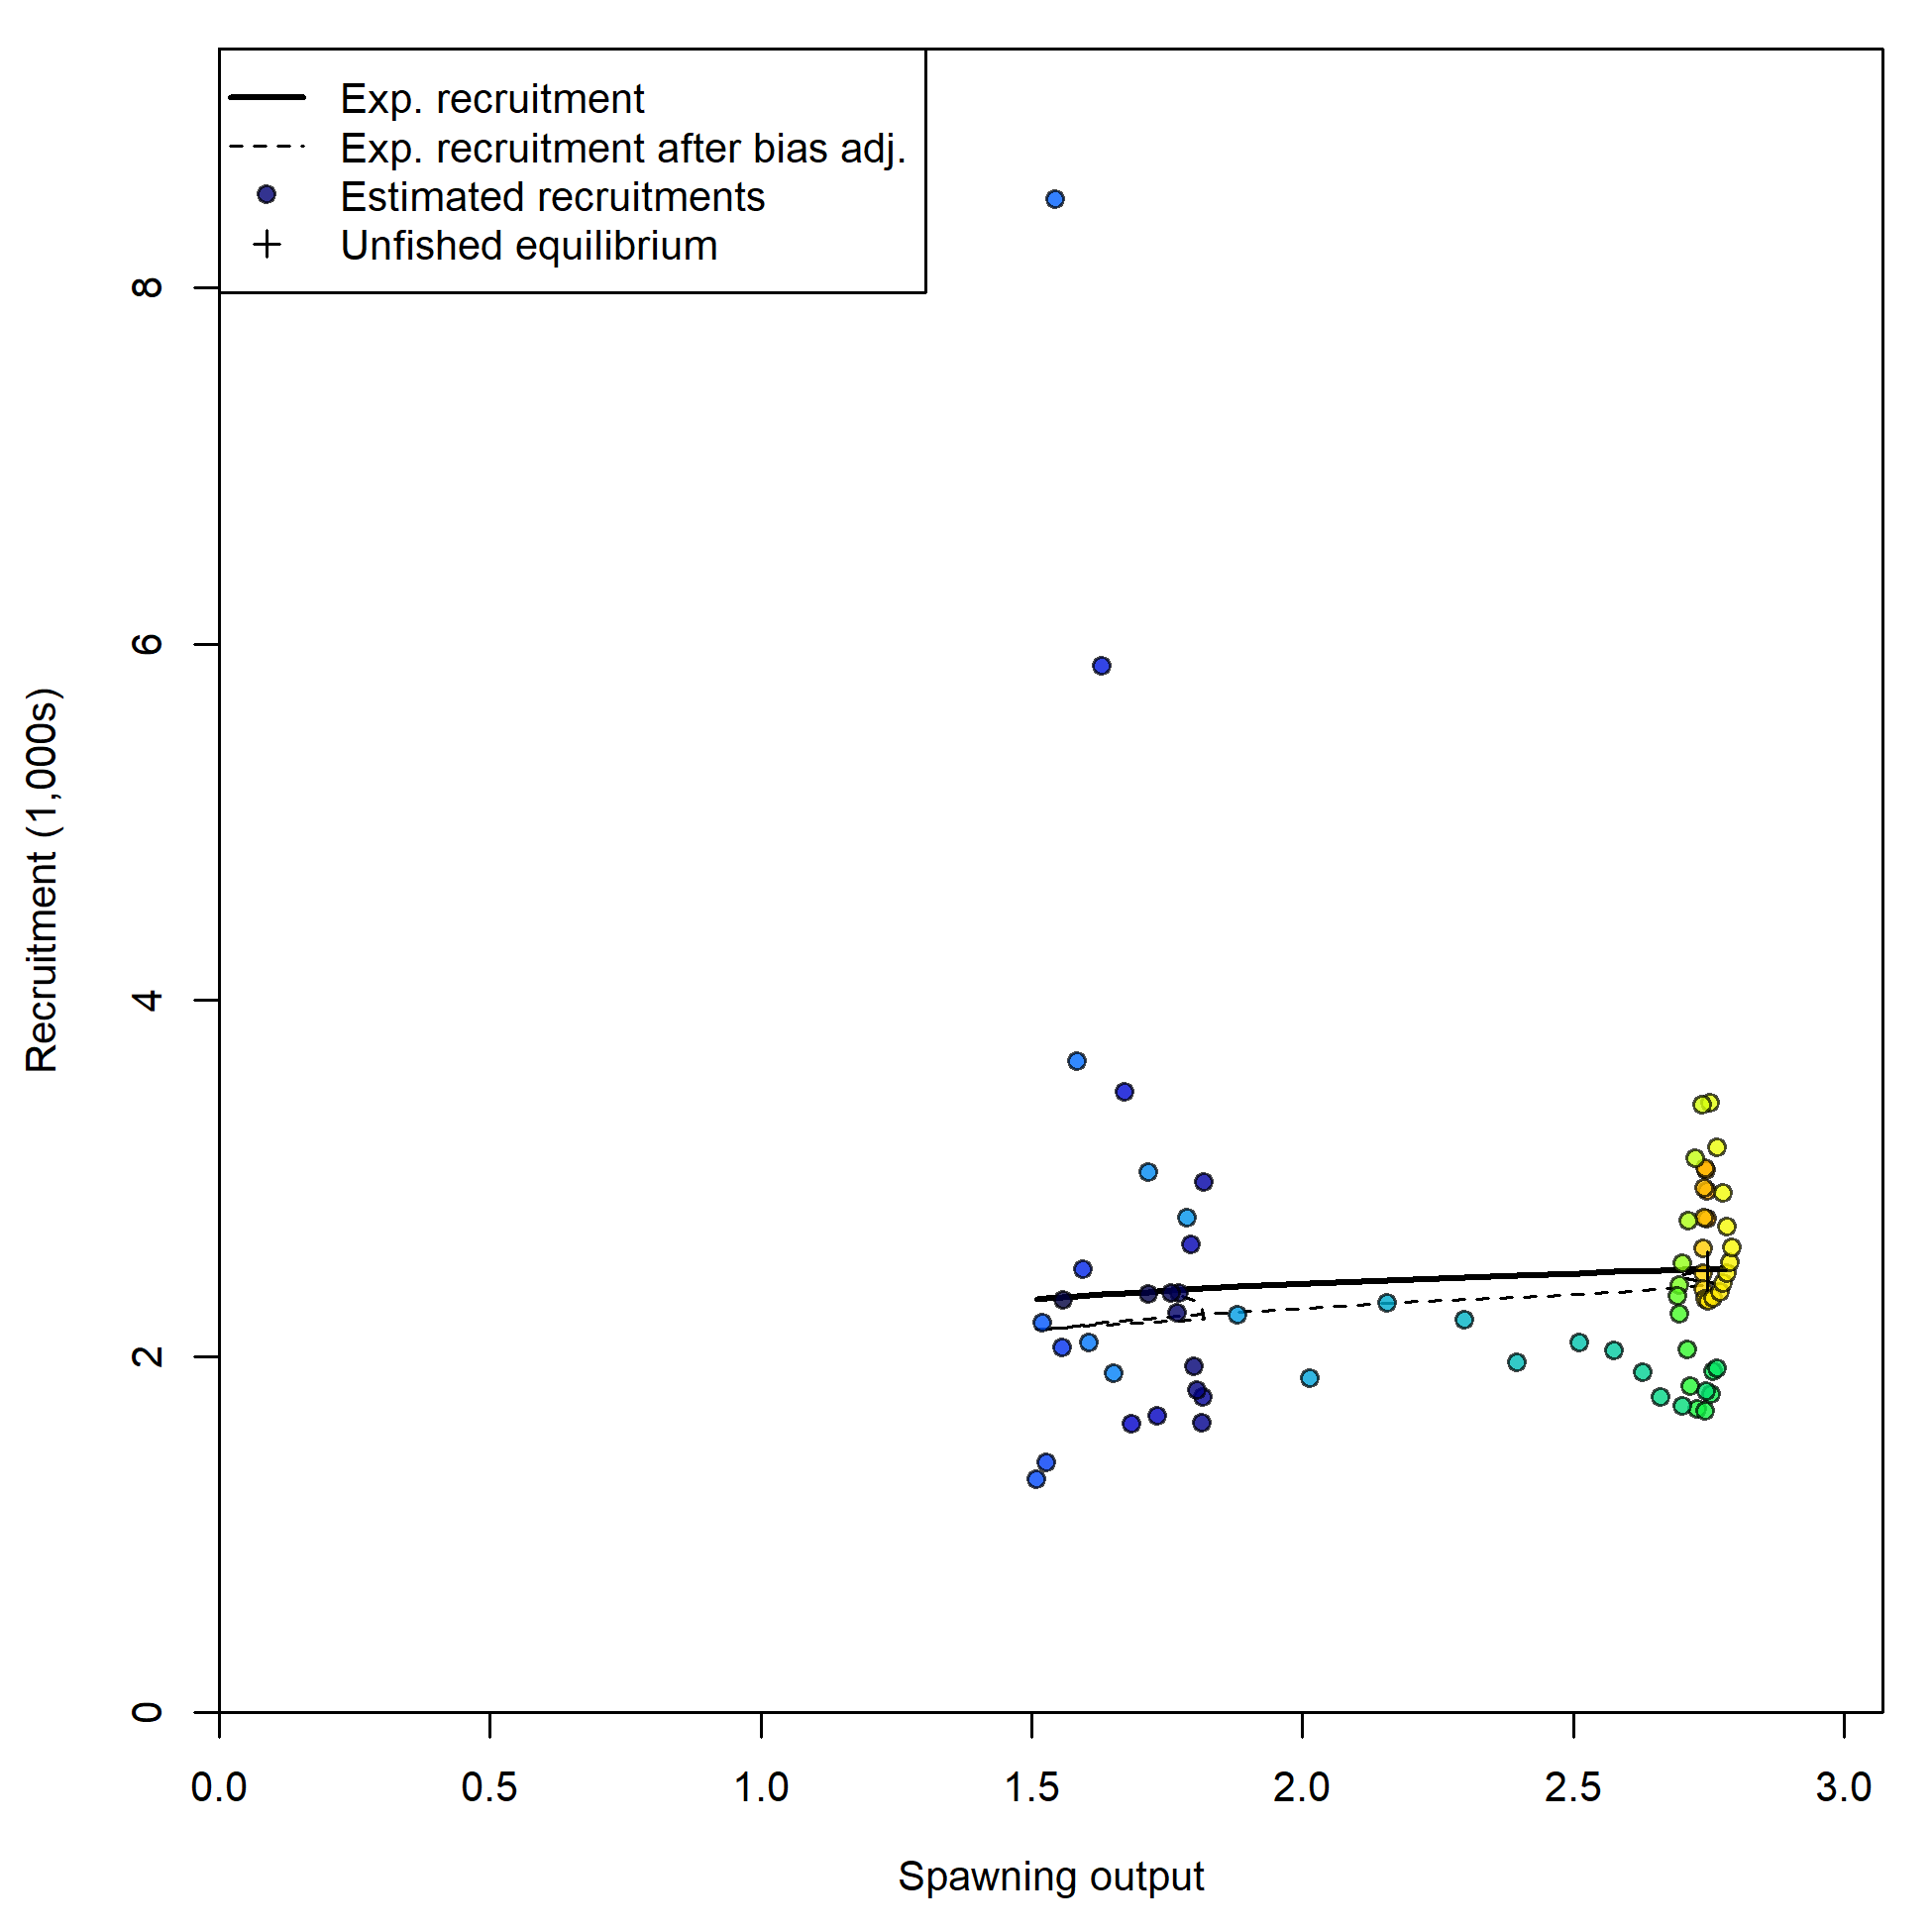 Exp. recruitment
Exp. recruitment after bias adj.
Estimated recruitments
Unfished equilibrium
8
6
4
2
0
Recruitment (1,000s)
0.0 0.5 1.0 1.5 2.0 2.5 3.0
Spawning output